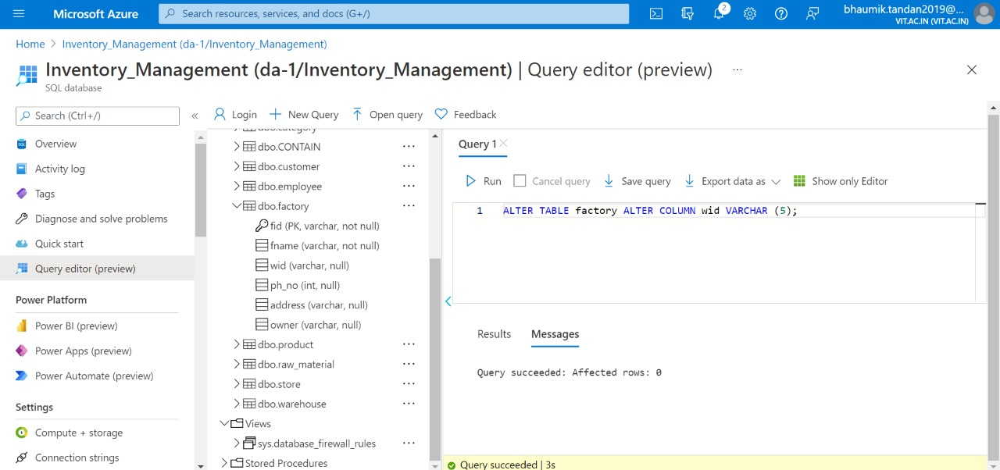 Microsoft Azure
Search resources, services, and docs (G+/)
2
bhaumik.tandan2019@...
VIT.AC.IN (VIT.AC.IN)
Home > Inventory_Management (da-1/Inventory_Management)
Inventory_Management (da-1/Inventory_Management) | Query editor (preview) ...
SQL database
Search (Ctrl+/)
«
Overview
Activity log
Tags
Diagnose and solve problems
Quick start
Query editor (preview)
Power Platform
Power BI (preview)
Power Apps (preview)
Power Automate (preview)
Settings
Compute + storage
Connection strings
Login
New Query
Open query
Feedback
dbo.category
dbo.CONTAIN ...
dbo.customer ...
dbo.employee ...
dbo.factory ...
fid (PK, varchar, not null)
fname (varchar, not null)
wid (varchar, null)
ph_no (int, null)
address (varchar, null)
owner (varchar, null)
dbo.product ...
dbo.raw_material ...
dbo.store ...
dbo.warehouse ...
Views
sys.database_firewall_rules ...
Stored Procedures
Query 1
Run
Cancel query
Save query
Export data as
Show only Editor
1 ALTER TABLE factory ALTER COLUMN wid VARCHAR (5);
Results
Messages
Query succeeded: Affected rows: 0
Query succeeded | 3s